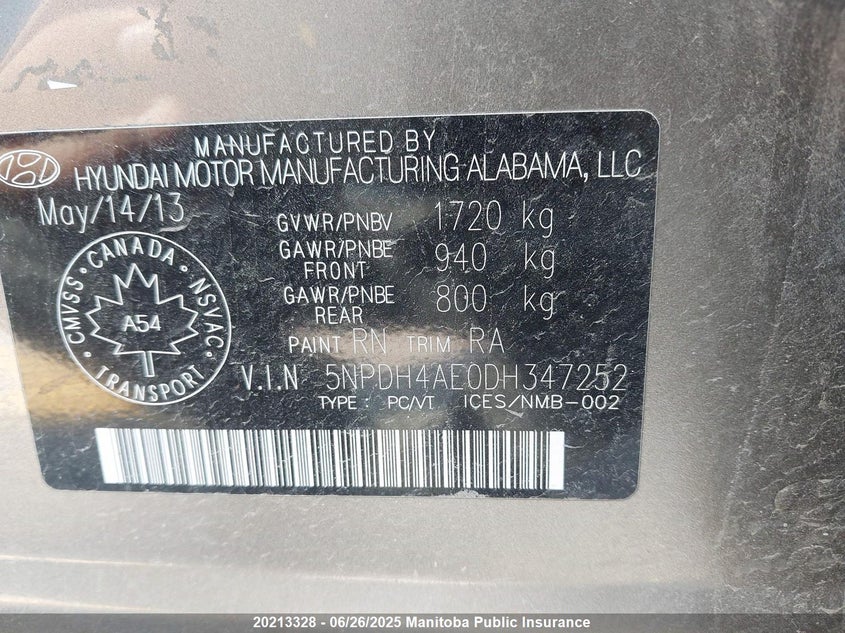 MANUFACTURED BY
HYUNDAI MOTOR MANUFACTURING ALABAMA, LLC
May/14/13
GVWR/PNBV 1720 kg
GAWR/PNBE FRONT 940 kg
GAWR/PNBE REAR 800 kg
CANADA
CMVSS
NSVAC
A54
TRANSPORT
PAINT RN TRIM RA
V.I.N 5NPDH4AE0DH347252
TYPE : PC/VT ICES/NMB-002
20213328 - 06/26/2025 Manitoba Public Insurance